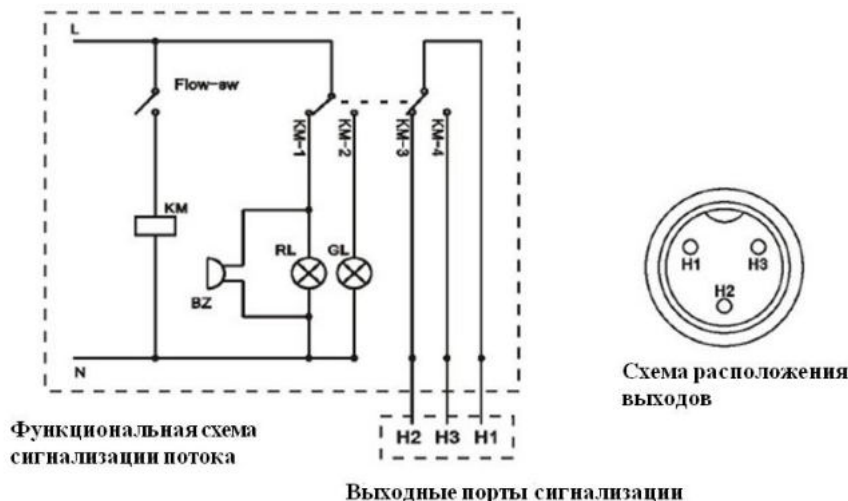 L
Flow-sw
KM-1
KM-2
KM-3
KM-4
KM
RL
GL
BZ
N
H2 H3 H1
H1
H3
H2
Схема расположения
выходов
Функциональная схема
сигнализации потока
Выходные порты сигнализации